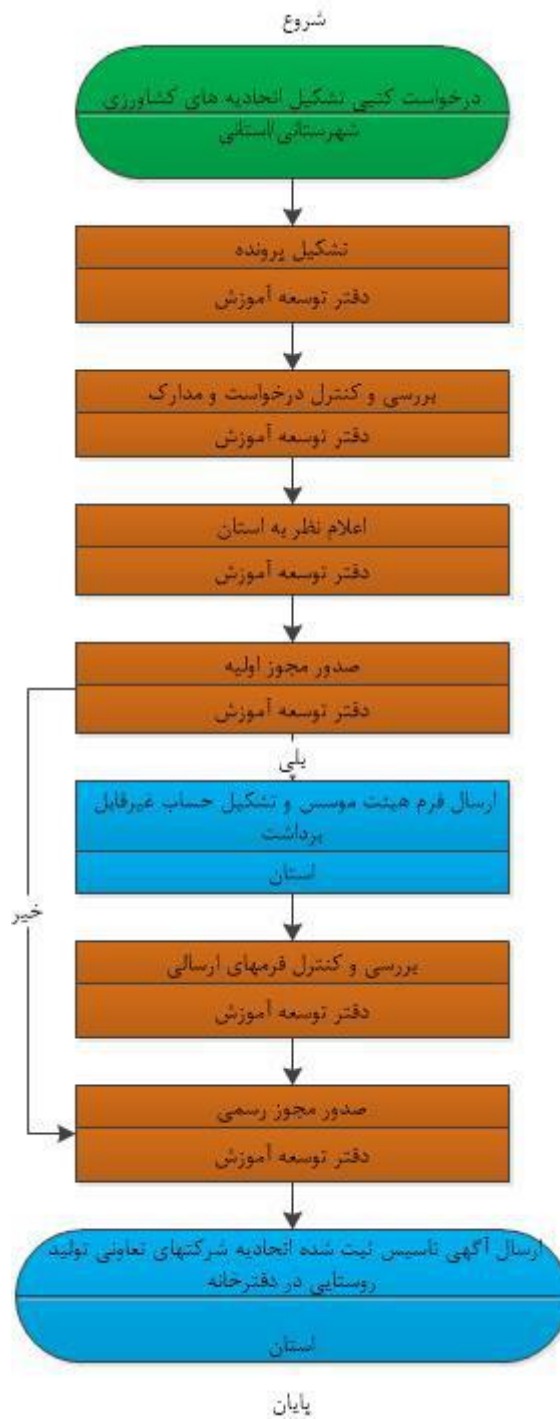 شروع
درخواست کتبی تشکیل اتحادیه های کشاورزی
شهرستانی/استانی
تشکیل پرونده
دفتر توسعه آموزش
بررسی و کنترل درخواست و مدارک
دفتر توسعه آموزش
اعلام نظر به استان
دفتر توسعه آموزش
صدور مجوز اولیه
دفتر توسعه آموزش
بلی
ارسال فرم هیئت موسس و تشکیل حساب غیرقابل
برداشت
استان
خیر
بررسی و کنترل فرمهای ارسالی
دفتر توسعه آموزش
صدور مجوز رسمی
دفتر توسعه آموزش
ارسال آگهی تاسیس ثبت شده اتحادیه شرکتهای تعاونی تولید
روستایی در دفترخانه
استان
پایان